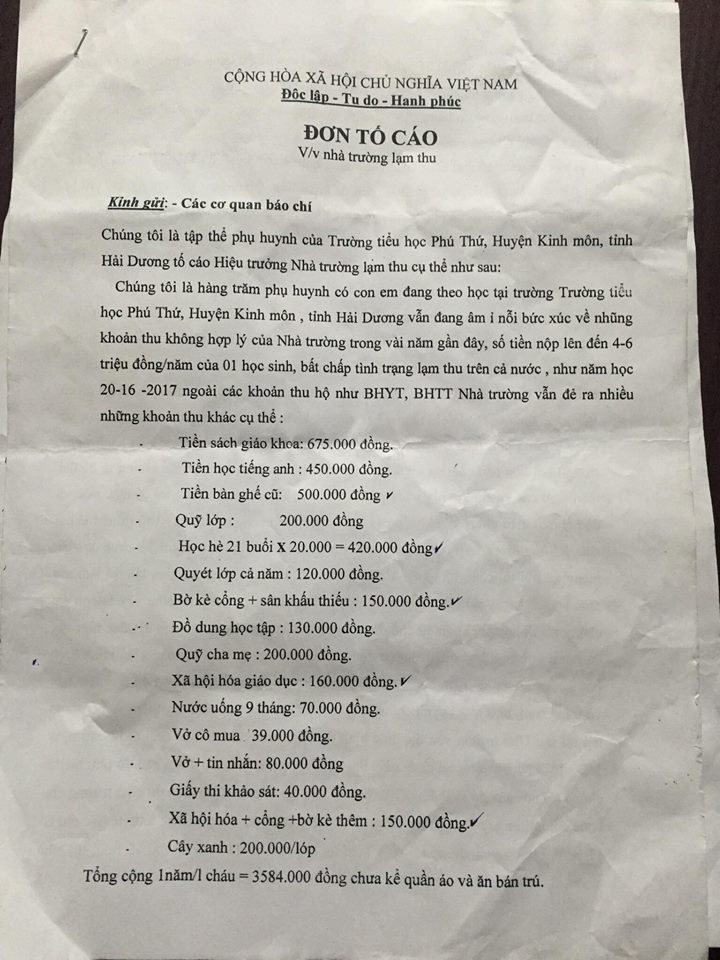 CỘNG HÒA XÃ HỘI CHỦ NGHĨA VIỆT NAM
Độc lập - Tu do - Hanh phúc
ĐƠN TỐ CÁO
V/v nhà trường lạm thu
Kính gửi: - Các cơ quan báo chí
Chúng tôi là tập thể phụ huynh của Trường tiểu học Phú Thứ, Huyện Kinh môn, tỉnh
Hải Dương tố cáo Hiệu trưởng Nhà trường lạm thu cụ thể như sau:
Chúng tôi là hàng trăm phụ huynh có con em đang theo học tại trường Trường tiểu
học Phú Thứ, Huyện Kinh môn , tỉnh Hải Dương vẫn đang âm ỉ nỗi bức xúc về nhũng
khoản thu không hợp lý của Nhà trường trong vài năm gần đây, số tiền nộp lên đến 4-6
triệu đồng/năm của 01 học sinh, bất chấp tình trạng lạm thu trên cả nước , như năm học
20-16 -2017 ngoài các khoản thu hộ như BHYT, BHTT Nhà trường vẫn đẻ ra nhiều
những khoản thu khác cụ thể :
- Tiền sách giáo khoa: 675.000 đồng.
- Tiền học tiếng anh : 450.000 đồng.
- Tiền bàn ghế cũ: 500.000 đồng ✓
- Quỹ lớp : 200.000 đồng
- Học hè 21 buổi x 20.000 = 420.000 đồng✓
- Quyét lớp cả năm : 120.000 đồng.
- Bờ kè cổng + sân khấu thiếu : 150.000 đồng.✓
- Đồ dung học tập : 130.000 đồng.
- Quỹ cha mẹ : 200.000 đồng.
- Xã hội hóa giáo dục : 160.000 đồng.✓
- Nước uống 9 tháng: 70.000 đồng.
- Vở cô mua 39.000 đồng.
- Vở + tin nhắn: 80.000 đồng
- Giấy thi khảo sát: 40.000 đồng.
- Xã hội hóa + cổng +bờ kè thêm : 150.000 đồng.✓
- Cây xanh : 200.000/lóp
Tổng cộng 1năm/l cháu = 3584.000 đồng chưa kể quần áo và ăn bán trú.